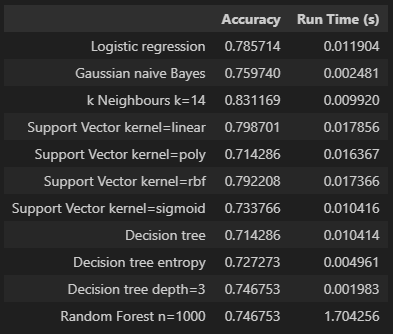 Accuracy Run Time (s)
Logistic regression 0.785714 0.011904
Gaussian naive Bayes 0.759740 0.002481
k Neighbours k=14 0.831169 0.009920
Support Vector kernel=linear 0.798701 0.017856
Support Vector kernel=poly 0.714286 0.016367
Support Vector kernel=rbf 0.792208 0.017366
Support Vector kernel=sigmoid 0.733766 0.010416
Decision tree 0.714286 0.010414
Decision tree entropy 0.727273 0.004961
Decision tree depth=3 0.746753 0.001983
Random Forest n=1000 0.746753 1.704256